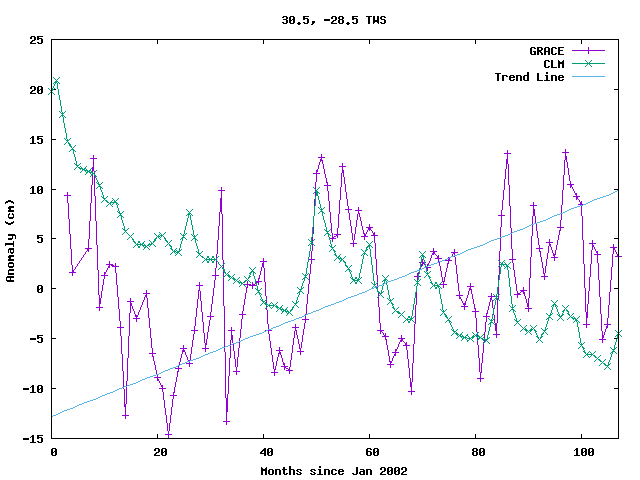 30.5, -28.5 TWS
25
20
15
10
5
0
-5
-10
-15
Anomaly (cm)
GRACE
CLM
Trend Line
0 20 40 60 80 100
Months since Jan 2002